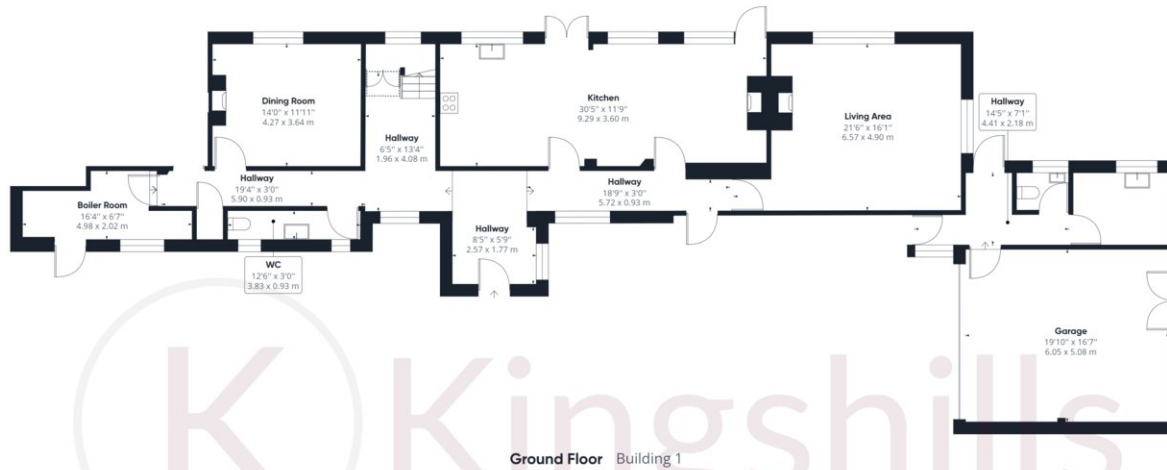 Dining Room
14'0" x 11'11"
4.27 x 3.64 m
Hallway
6'5" x 13'4"
1.96 x 4.08 m
Kitchen
30'5" x 11'9"
9.29 x 3.60 m
Living Area
21'6" x 16'1"
6.57 x 4.90 m
Hallway
14'5" x 7'1"
4.41 x 2.18 m
Hallway
19'4" x 3'0"
5.90 x 0.93 m
Hallway
18'9" x 3'0"
5.72 x 0.93 m
Boiler Room
16'4" x 6'7"
4.98 x 2.02 m
Hallway
8'5" x 5'9"
2.57 x 1.77 m
WC
12'6" x 3'0"
3.83 x 0.93 m
Garage
19'10" x 16'7"
6.05 x 5.08 m
K Kingshills
Ground Floor Building 1